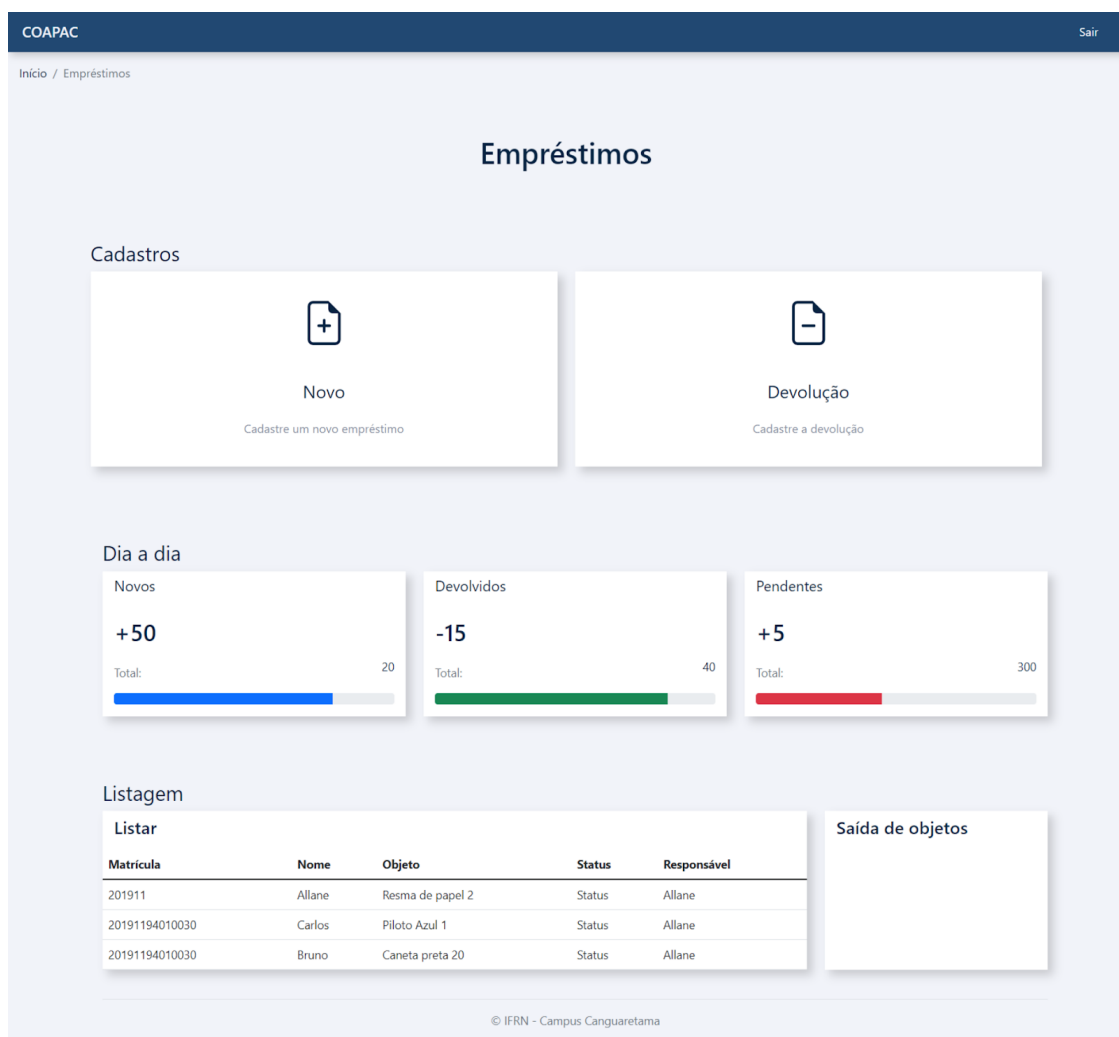 COAPAC Sair
Início / Empréstimos
Empréstimos
Cadastros
Novo
Cadastre um novo empréstimo
Devolução
Cadastre a devolução
Dia a dia
Novos
+50
Total: 20
Devolvidos
-15
Total: 40
Pendentes
+5
Total: 300
Listagem
Listar
Matrícula Nome Objeto Status Responsável
201911 Allane Resma de papel 2 Status Allane
20191194010030 Carlos Piloto Azul 1 Status Allane
20191194010030 Bruno Caneta preta 20 Status Allane
Saída de objetos
© IFRN - Campus Canguaretama